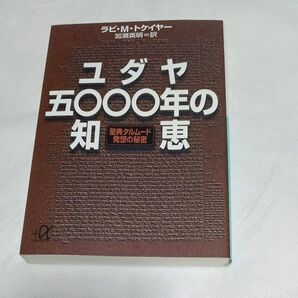 ラビ・M・トケイヤー
加瀬英明=訳
ユダヤ
五〇〇〇年の
知恵
聖典タルムード
発想の秘密
+α